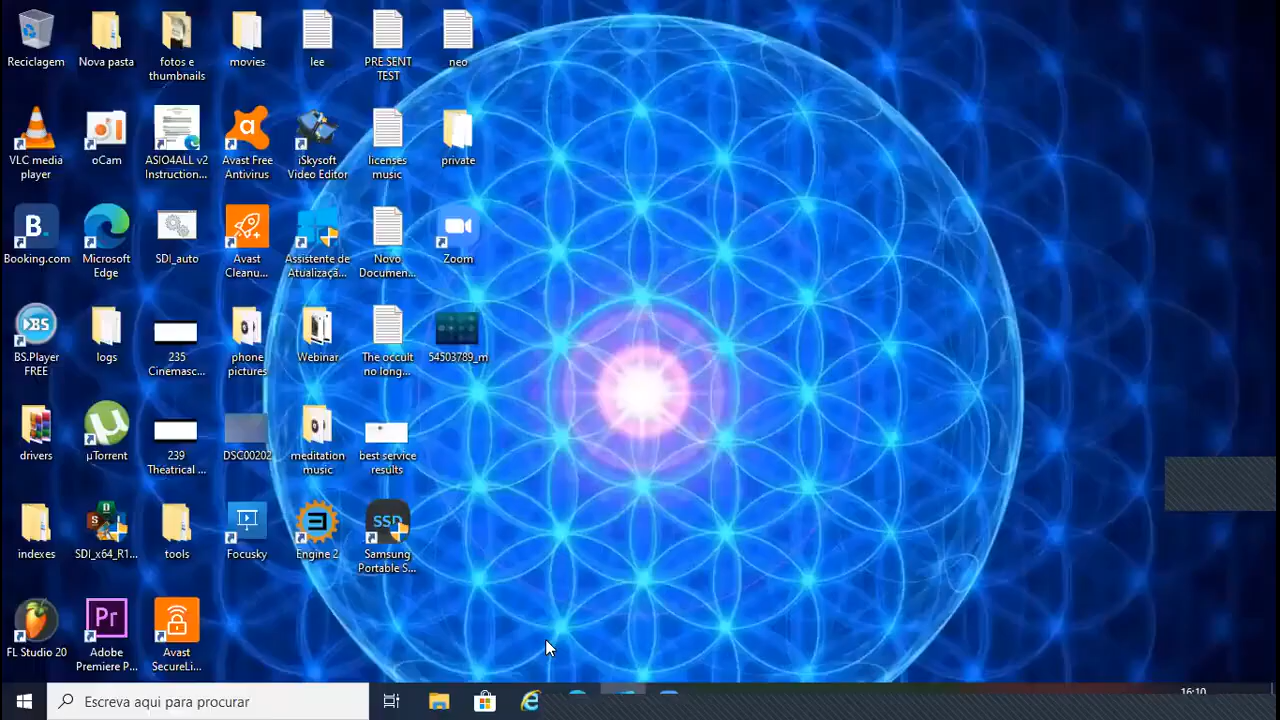 Reciclagem
Nova pasta
fotos e
thumbnails
movies
lee
PRE SENT
TEST
neo
VLC media
player
oCam
ASIO4ALL v2
Instruction...
Avast Free
Antivirus
iSkysoft
Video Editor
licenses
music
private
Booking.com
Microsoft
Edge
SDI_auto
Avast
Cleanu...
Assistente de
Atualizaçã...
Novo
Documen...
Zoom
BS.Player
FREE
logs
235
Cinemasc...
phone
pictures
Webinar
The occult
no long...
54503789_m
drivers
µTorrent
239
Theatrical ...
DSC00202
meditation
music
best service
results
indexes
SDI_x64_R1...
tools
Focusky
Engine 2
Samsung
Portable S...
FL Studio 20
Adobe
Premiere P...
Avast
SecureLi...
Escreva aqui para procurar
16:10